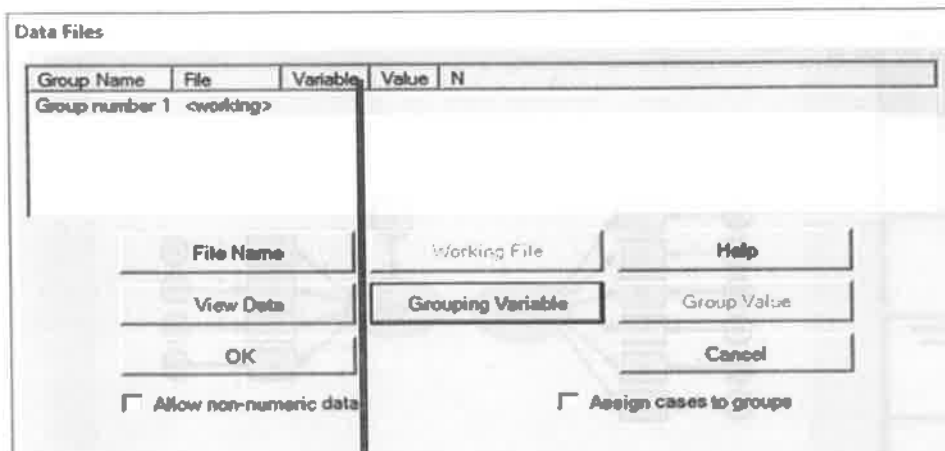 Data Files
Group Name File Variable Value N
Group number 1 <working>
File Name Working File Help
View Data Grouping Variable Group Value
OK Cancel
Allow non-numeric data Assign cases to groups